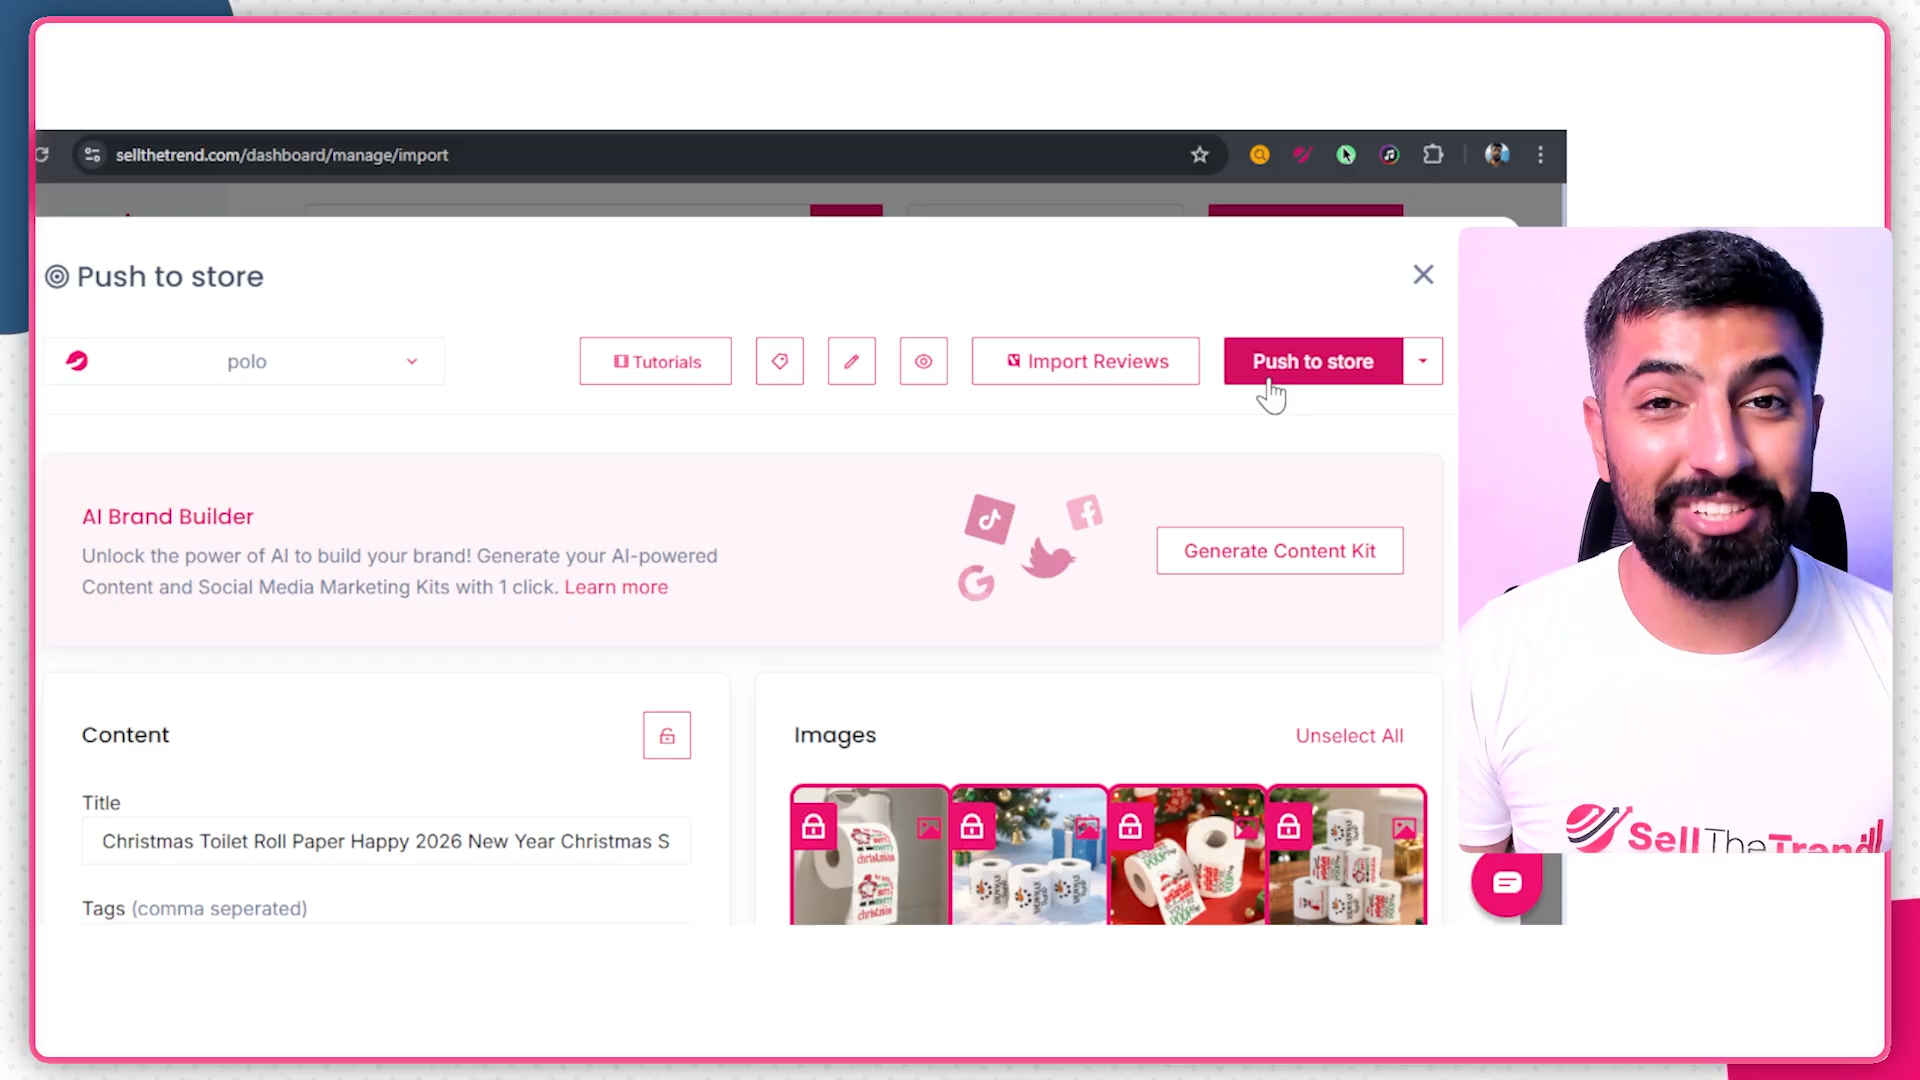 sellthetrend.com/dashboard/manage/import
Push to store
polo
Tutorials
Import Reviews
Push to store
AI Brand Builder
Unlock the power of AI to build your brand! Generate your AI-powered
Content and Social Media Marketing Kits with 1 click. Learn more
Generate Content Kit
Content
Images
Unselect All
Title
Christmas Toilet Roll Paper Happy 2026 New Year Christmas S
Tags (comma seperated)
christmas
christmas
SellTheTrend